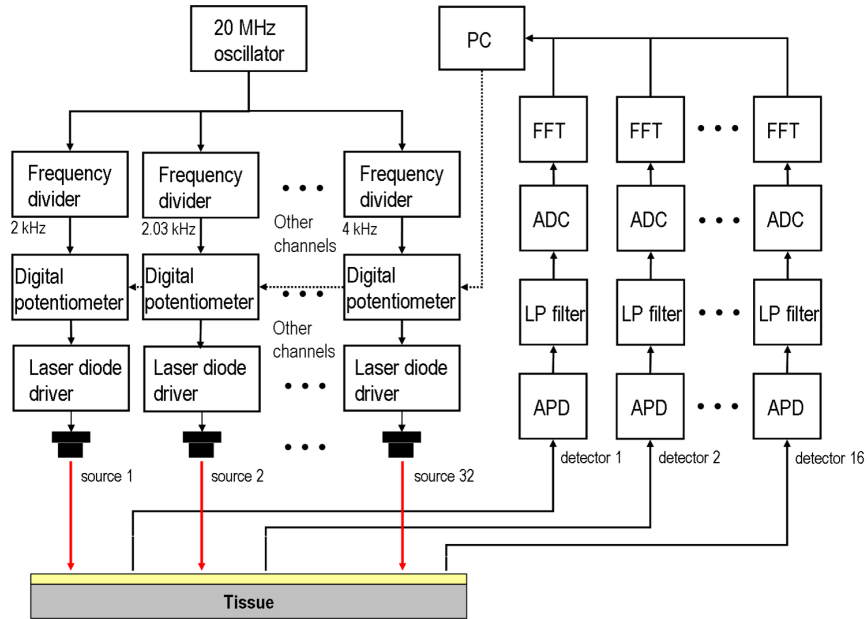 20 MHz
oscillator
PC
FFT
FFT
FFT
Frequency
divider
Frequency
divider
Frequency
divider
2 kHz
2.03 kHz
Other
channels
4 kHz
ADC
ADC
ADC
Digital
potentiometer
Digital
potentiometer
Digital
potentiometer
LP filter
LP filter
LP filter
Other
channels
Laser diode
driver
Laser diode
driver
Laser diode
driver
APD
APD
APD
source 1
source 2
source 32
detector 1
detector 2
detector 16
Tissue